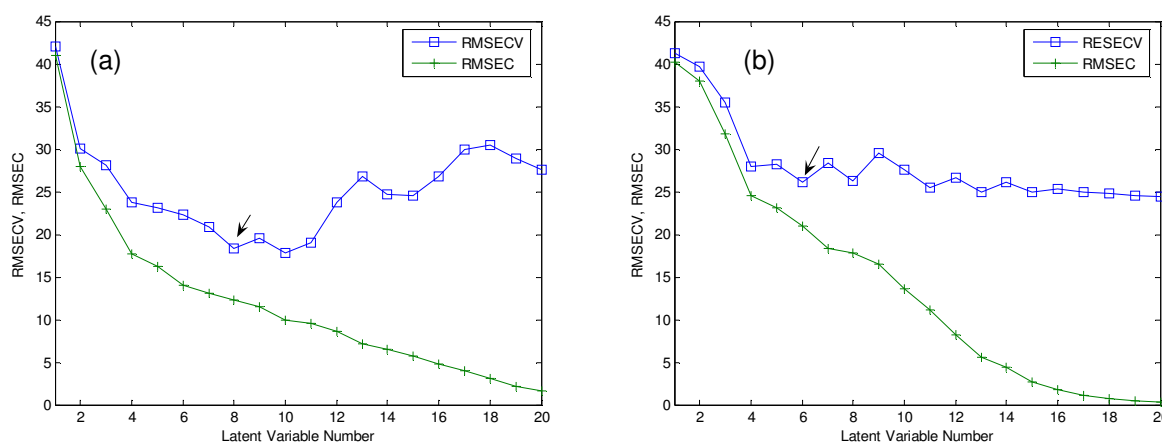 (a)
RMSECV
RMSEC
RMSECV, RMSEC
45
40
35
30
25
20
15
10
5
0
2 4 6 8 10 12 14 16 18 20
Latent Variable Number
(b)
RESECV
RMSEC
RMSECV, RMSEC
45
40
35
30
25
20
15
10
5
0
2 4 6 8 10 12 14 16 18 20
Latent Variable Number